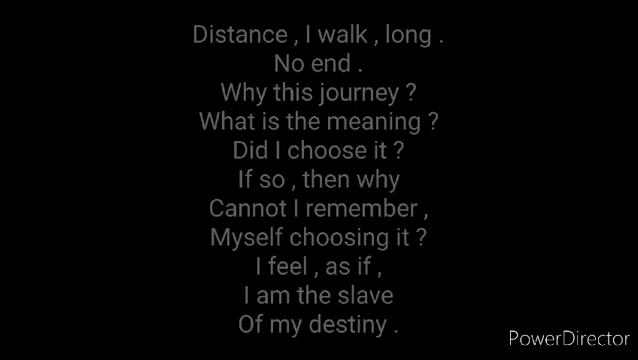 Distance , I walk , long .
No end .
Why this journey ?
What is the meaning ?
Did I choose it ?
If so , then why
Cannot I remember ,
Myself choosing it ?
I feel , as if ,
I am the slave
Of my destiny .
PowerDirector